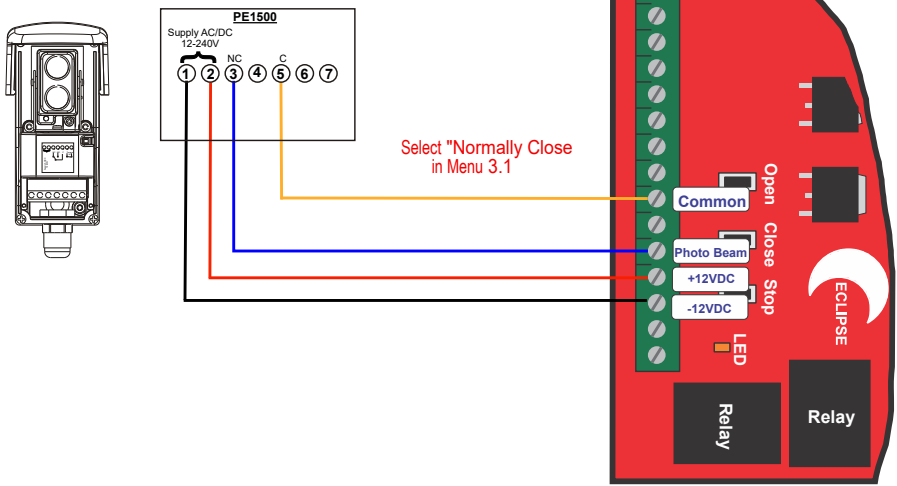 PE1500
Supply AC/DC
12-240V
NC
C
1 2 3 4 5 6 7
Select "Normally Close
in Menu 3.1
Common
Photo Beam
+12VDC
-12VDC
Open
Close
Stop
LED
ECLIPSE
Relay
Relay